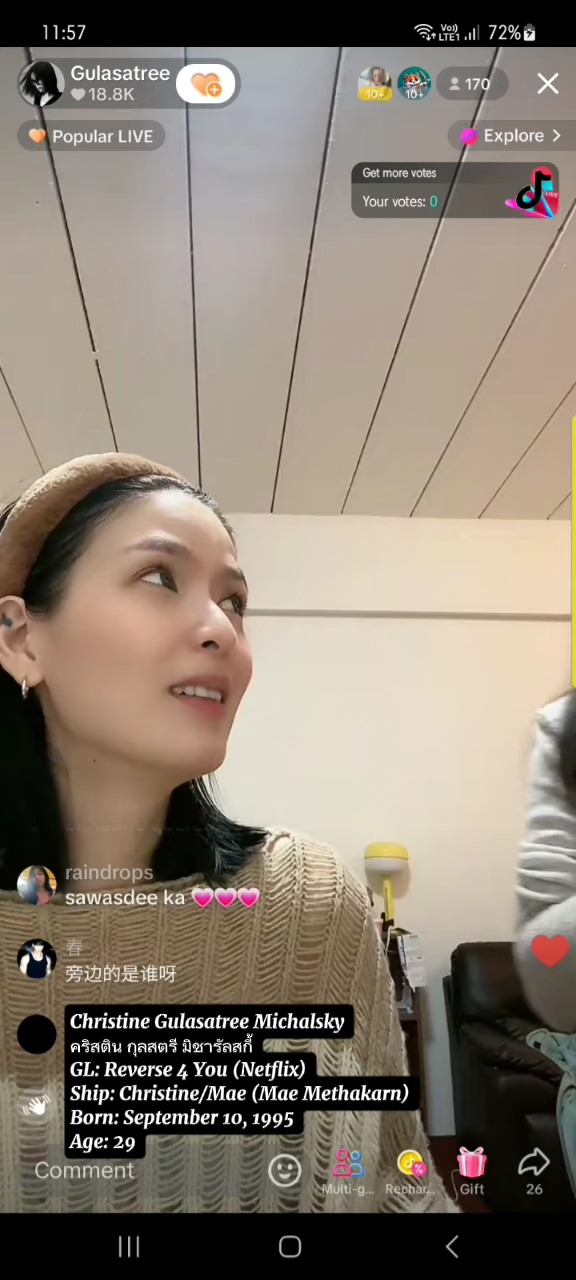 11:57
Vo))
LTE1
72%
Gulasatree
18.8K
10+
10+
170
Popular LIVE
Explore
Get more votes
Your votes: 0
raindrops
sawasdee ka 💗💗💗
春
旁边的是谁呀
Christine Gulasatree Michalsky
คริสติน กุลสตรี มิชารัลสกี้
GL: Reverse 4 You (Netflix)
Ship: Christine/Mae (Mae Methakarn)
Born: September 10, 1995
Age: 29
Comment
Multi-g...
Rechar...
Gift
26